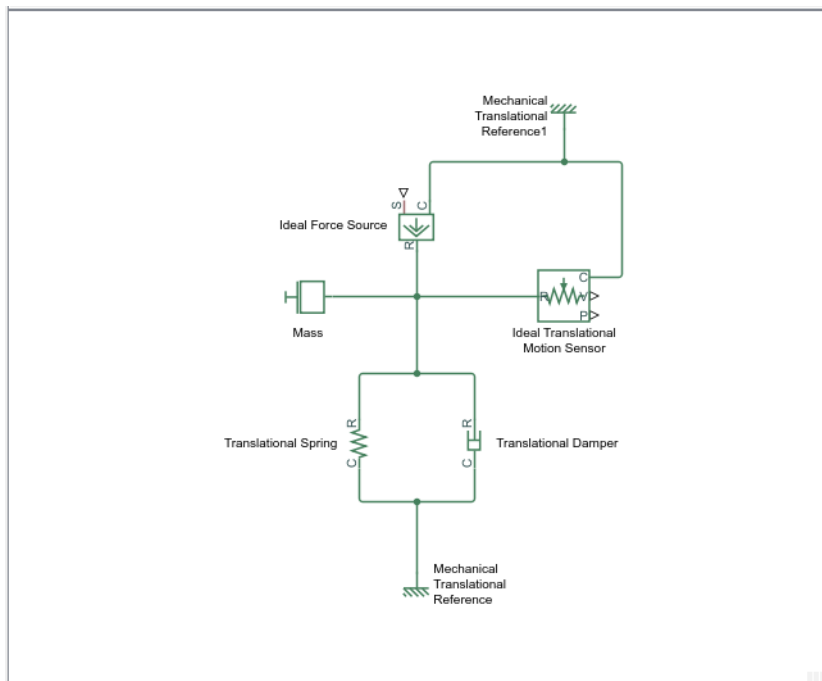 Mechanical
Translational
Reference1
S
C
Ideal Force Source
R
C
R
V
P
Mass
Ideal Translational
Motion Sensor
R
R
Translational Spring
Translational Damper
C
C
Mechanical
Translational
Reference